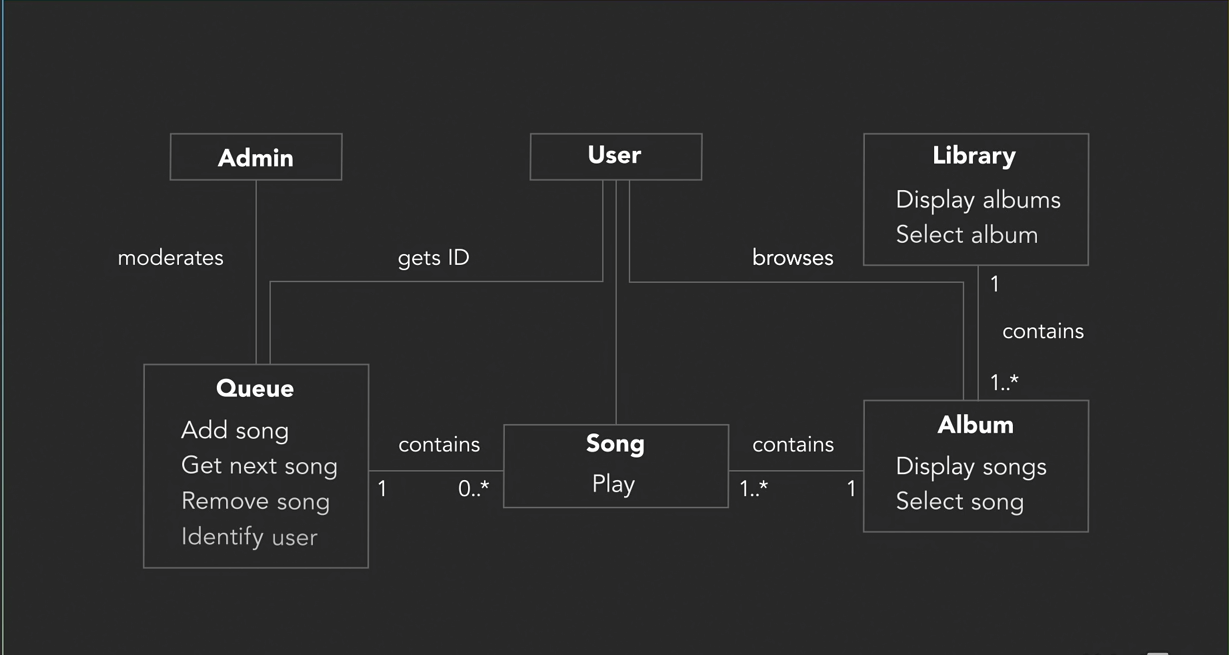 Admin
User
Library
Display albums
Select album
moderates
gets ID
browses
1
contains
1..*
Queue
Add song
Get next song
Remove song
Identify user
contains
1
0..*
Song
Play
contains
1..*
1
Album
Display songs
Select song